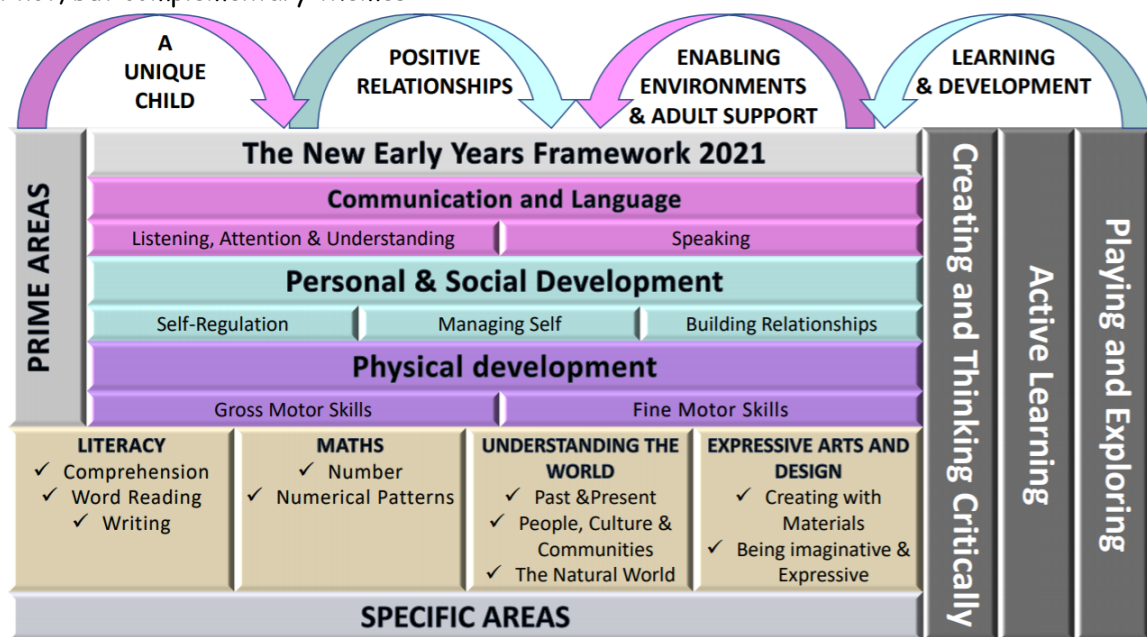 but complementary themes
A
UNIQUE
CHILD
POSITIVE
RELATIONSHIPS
ENABLING
ENVIRONMENTS
& ADULT SUPPORT
LEARNING
& DEVELOPMENT
PRIME AREAS
The New Early Years Framework 2021
Communication and Language
Listening, Attention & Understanding
Speaking
Personal & Social Development
Self-Regulation
Managing Self
Building Relationships
Physical development
Gross Motor Skills
Fine Motor Skills
LITERACY
✓ Comprehension
✓ Word Reading
✓ Writing
MATHS
✓ Number
✓ Numerical Patterns
UNDERSTANDING THE
WORLD
✓ Past &Present
✓ People, Culture &
Communities
✓ The Natural World
EXPRESSIVE ARTS AND
DESIGN
✓ Creating with
Materials
✓ Being imaginative &
Expressive
SPECIFIC AREAS
Creating and Thinking Critically
Active Learning
Playing and Exploring